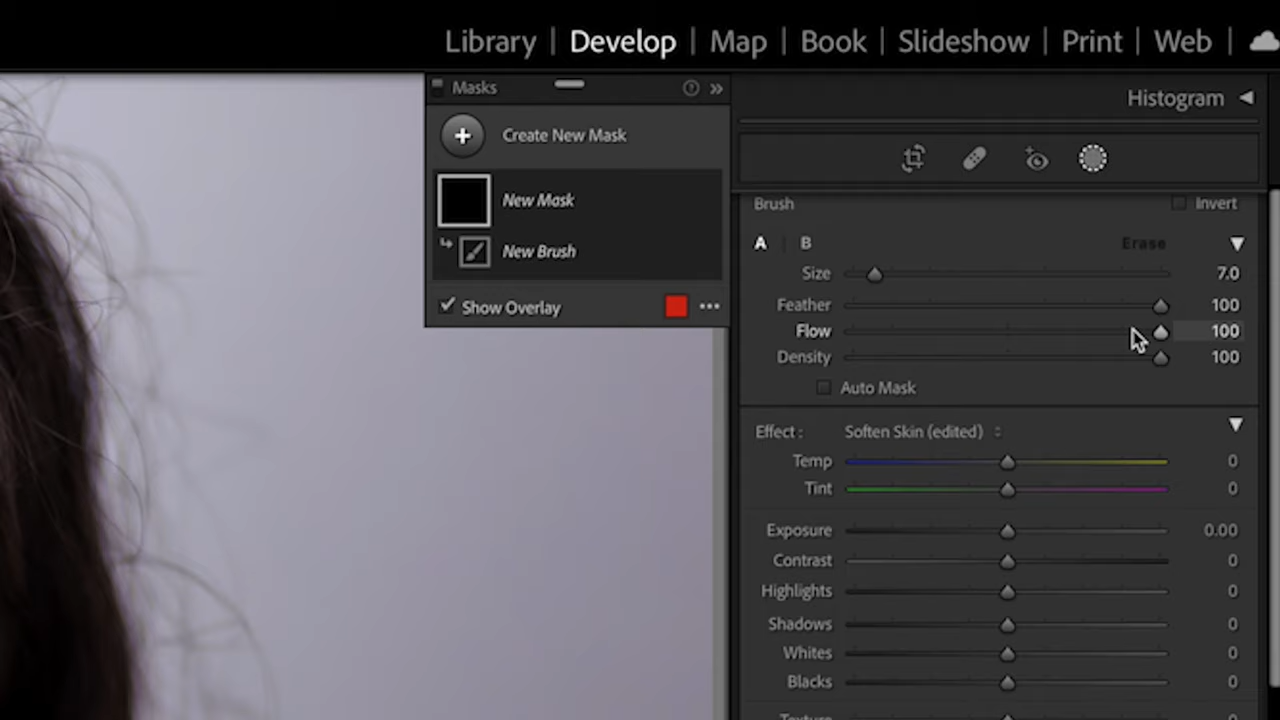 Library | Develop | Map | Book | Slideshow | Print | Web |
Masks
Histogram
Create New Mask
New Mask
New Brush
Show Overlay
Brush Invert
A | B Erase
Size 7.0
Feather 100
Flow 100
Density 100
Auto Mask
Effect : Soften Skin (edited)
Temp 0
Tint 0
Exposure 0.00
Contrast 0
Highlights 0
Shadows 0
Whites 0
Blacks 0